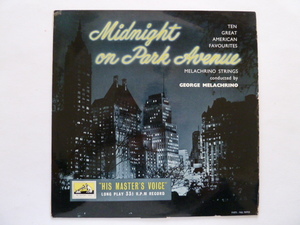 Midnight
on Park Avenue
TEN
GREAT
AMERICAN
FAVOURITES
MELACHRINO STRINGS
conducted by
GEORGE MELACHRINO
"HIS MASTER'S VOICE"
LONG PLAY 33⅓ R.P.M RECORD